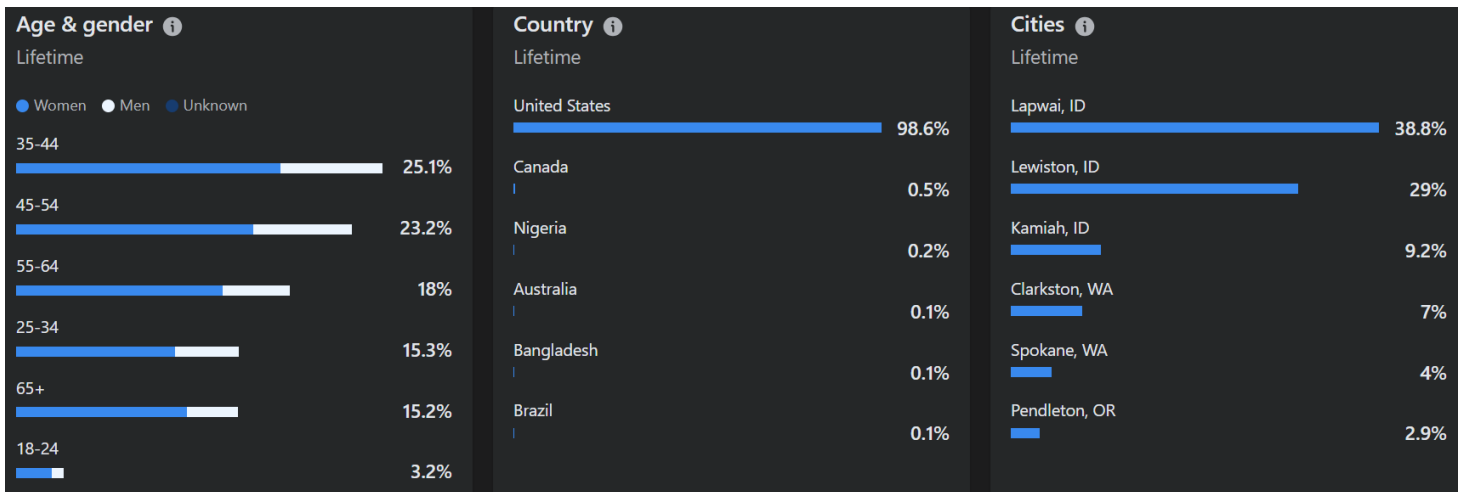 Age & gender
Lifetime
Women Men Unknown
35-44
25.1%
45-54
23.2%
55-64
18%
25-34
15.3%
65+
15.2%
18-24
3.2%
Country
Lifetime
United States
98.6%
Canada
0.5%
Nigeria
0.2%
Australia
0.1%
Bangladesh
0.1%
Brazil
0.1%
Cities
Lifetime
Lapwai, ID
38.8%
Lewiston, ID
29%
Kamiah, ID
9.2%
Clarkston, WA
7%
Spokane, WA
4%
Pendleton, OR
2.9%